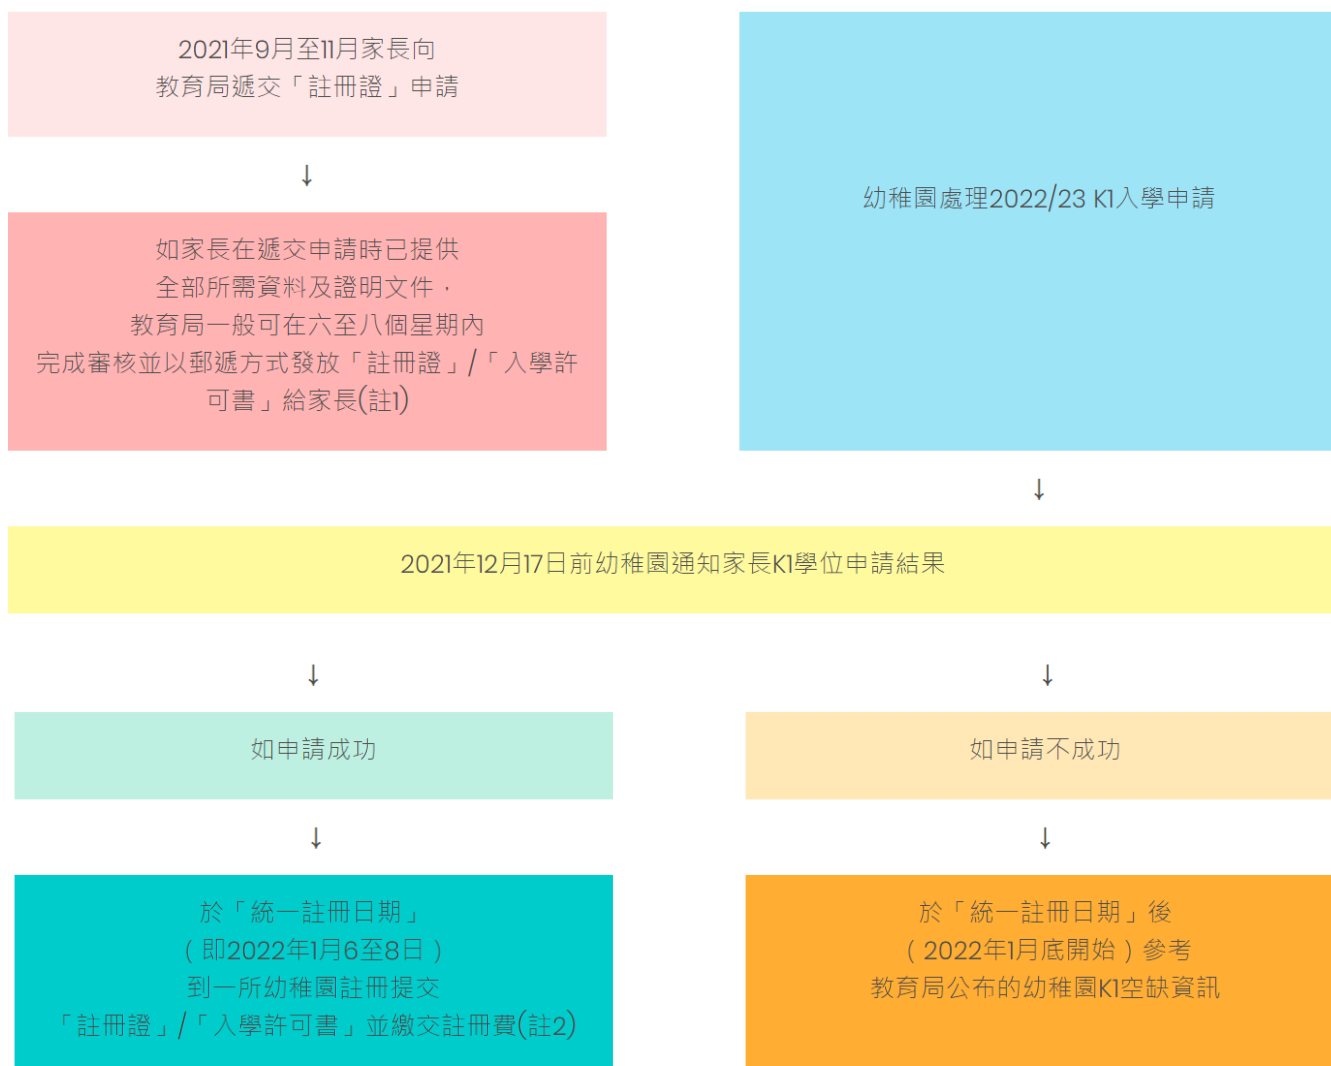 2021年9月至11月家長向
教育局遞交「註冊證」申請
↓
如家長在遞交申請時已提供
全部所需資料及證明文件，
教育局一般可在六至八個星期內
完成審核並以郵遞方式發放「註冊證」/「入學許
可書」給家長(註1)
幼稚園處理2022/23 K1入學申請
↓
2021年12月17日前幼稚園通知家長K1學位申請結果
↓
↓
如申請成功
如申請不成功
↓
↓
於「統一註冊日期」
（即2022年1月6至8日）
到一所幼稚園註冊提交
「註冊證」/「入學許可書」並繳交註冊費(註2)
於「統一註冊日期」後
（2022年1月底開始）參考
教育局公布的幼稚園K1空缺資訊